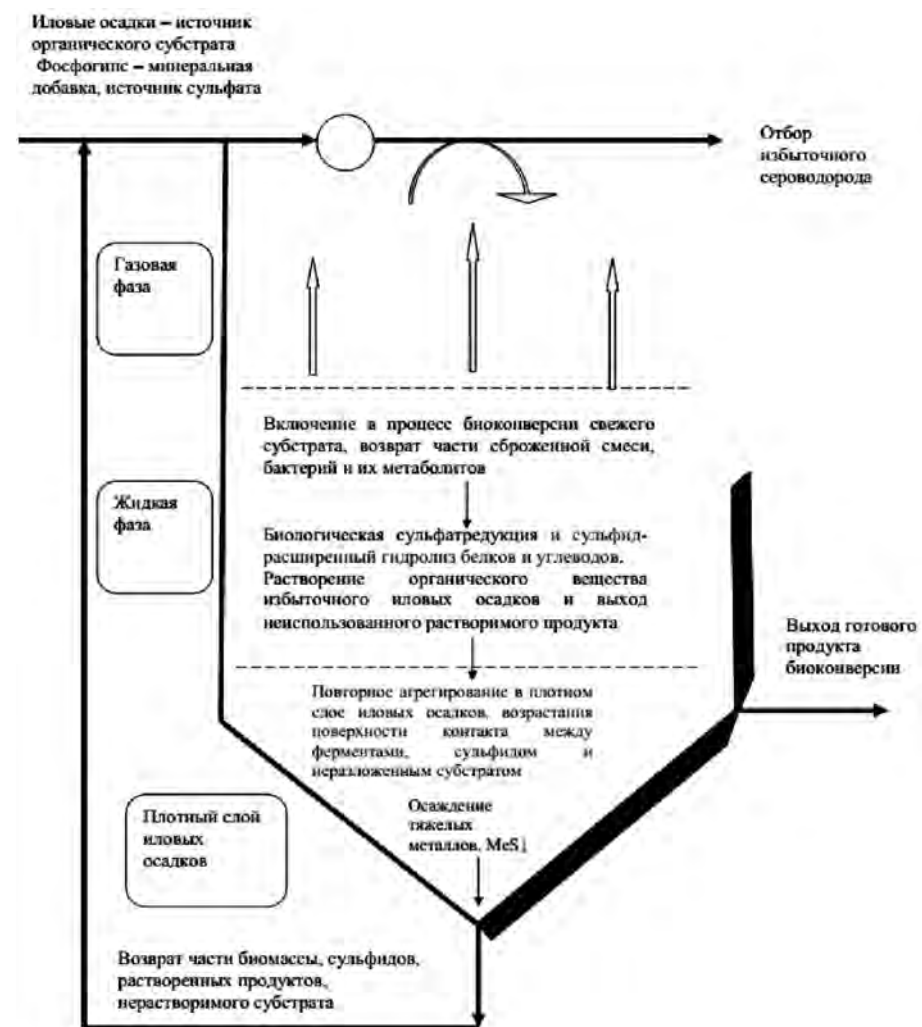 Иловые осадки – источник
органического субстрата
Фосфогипс – минеральная
добавка, источник сульфата
Отбор
избыточного
сероводорода
Газовая
фаза
Включение в процесс биоконверсии свежего
субстрата, возврат части сброженной смеси,
бактерий и их метаболитов
Жидкая
фаза
Биологическая сульфатредукция и сульфид-
расширенный гидролиз белков и углеводов.
Растворение органического вещества
избыточного иловых осадков и выход
неиспользованного растворимого продукта
Выход готового
продукта
биоконверсии
Повторное агрегирование в плотном
слое иловых осадков, возрастания
поверхности контакта между
ферментами, сульфидом и
неразложенным субстратом
Плотный слой
иловых
осадков
Осаждение
тяжелых
металлов, MeS↓
Возврат части биомассы, сульфидов,
растворенных продуктов,
нерастворимого субстрата